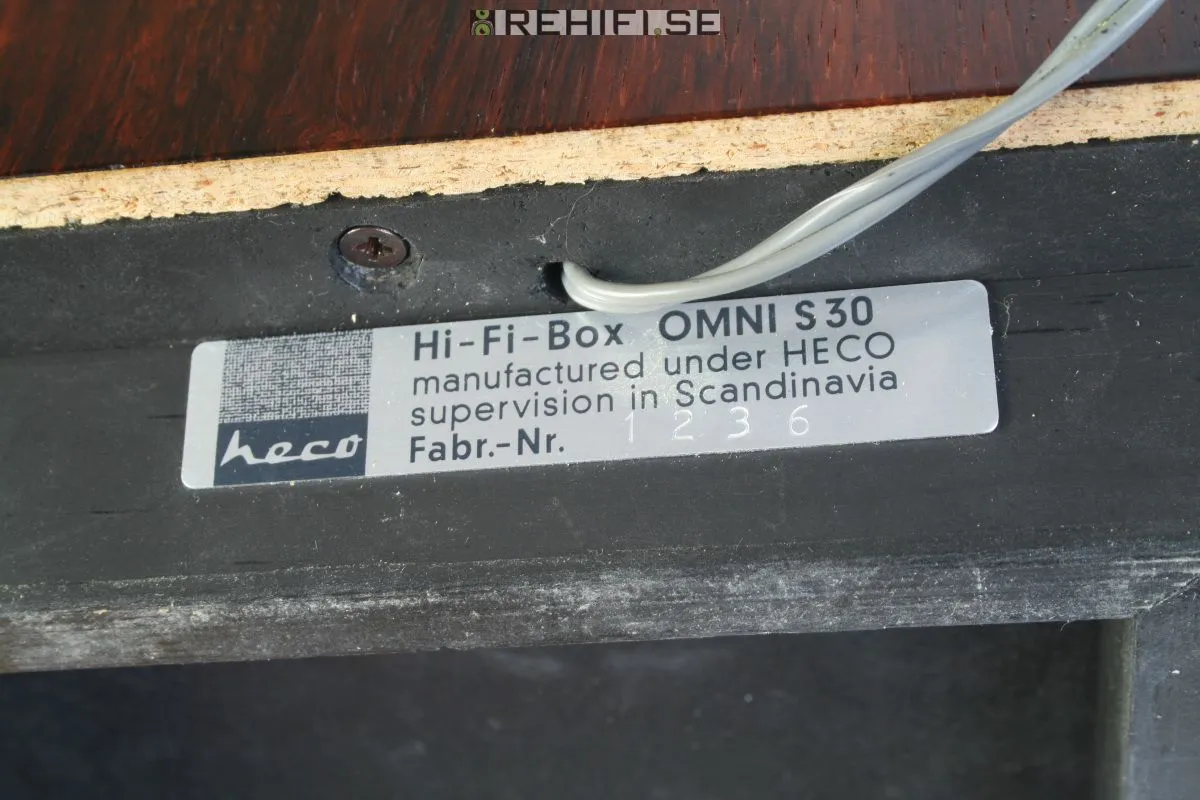 REHIFI.SE
Hi-Fi-Box OMNI S30
manufactured under HECO
supervision in Scandinavia
Fabr.-Nr. 1236
heco